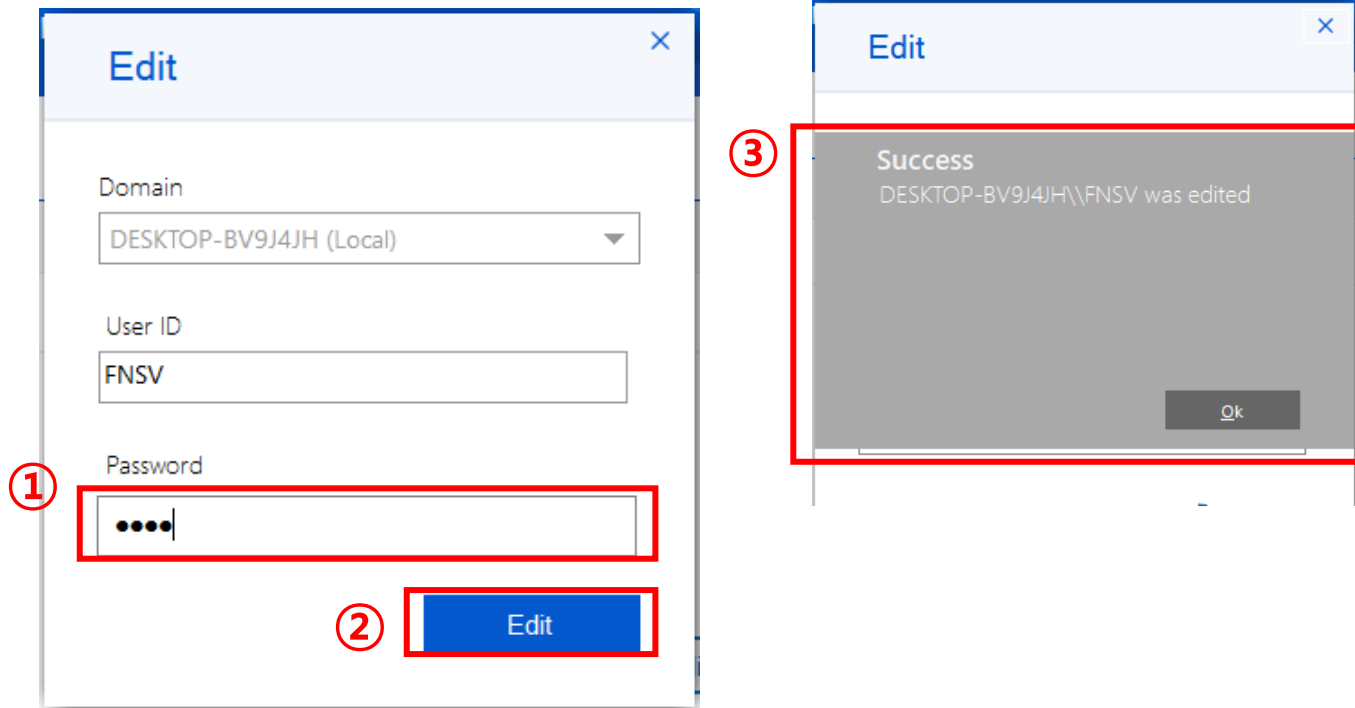 Edit
Domain
DESKTOP-BV9J4JH (Local)
User ID
FNSV
Password
①
••••
②
Edit
Edit
③
Success
DESKTOP-BV9J4JH\\FNSV was edited
Ok